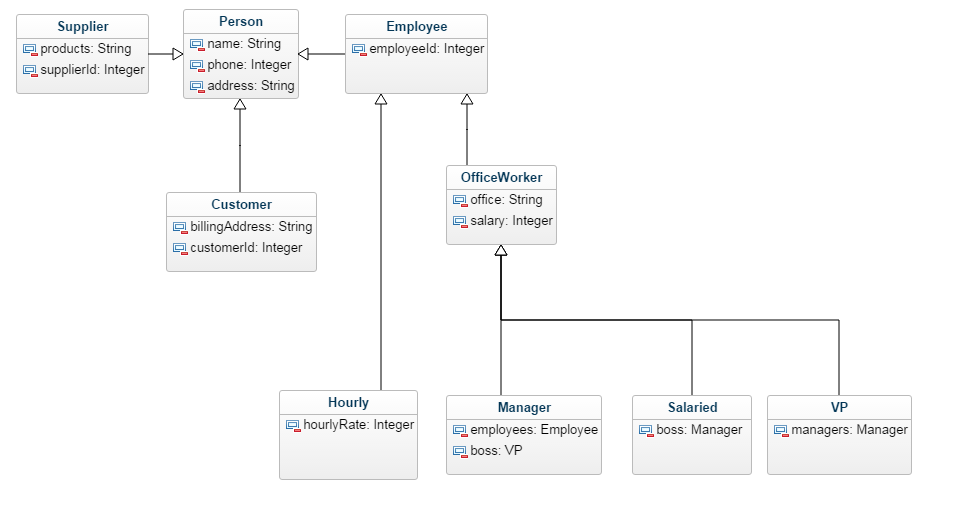 Supplier
products: String
supplierId: Integer
Person
name: String
phone: Integer
address: String
Employee
employeeId: Integer
Customer
billingAddress: String
customerId: Integer
OfficeWorker
office: String
salary: Integer
Hourly
hourlyRate: Integer
Manager
employees: Employee
boss: VP
Salaried
boss: Manager
VP
managers: Manager